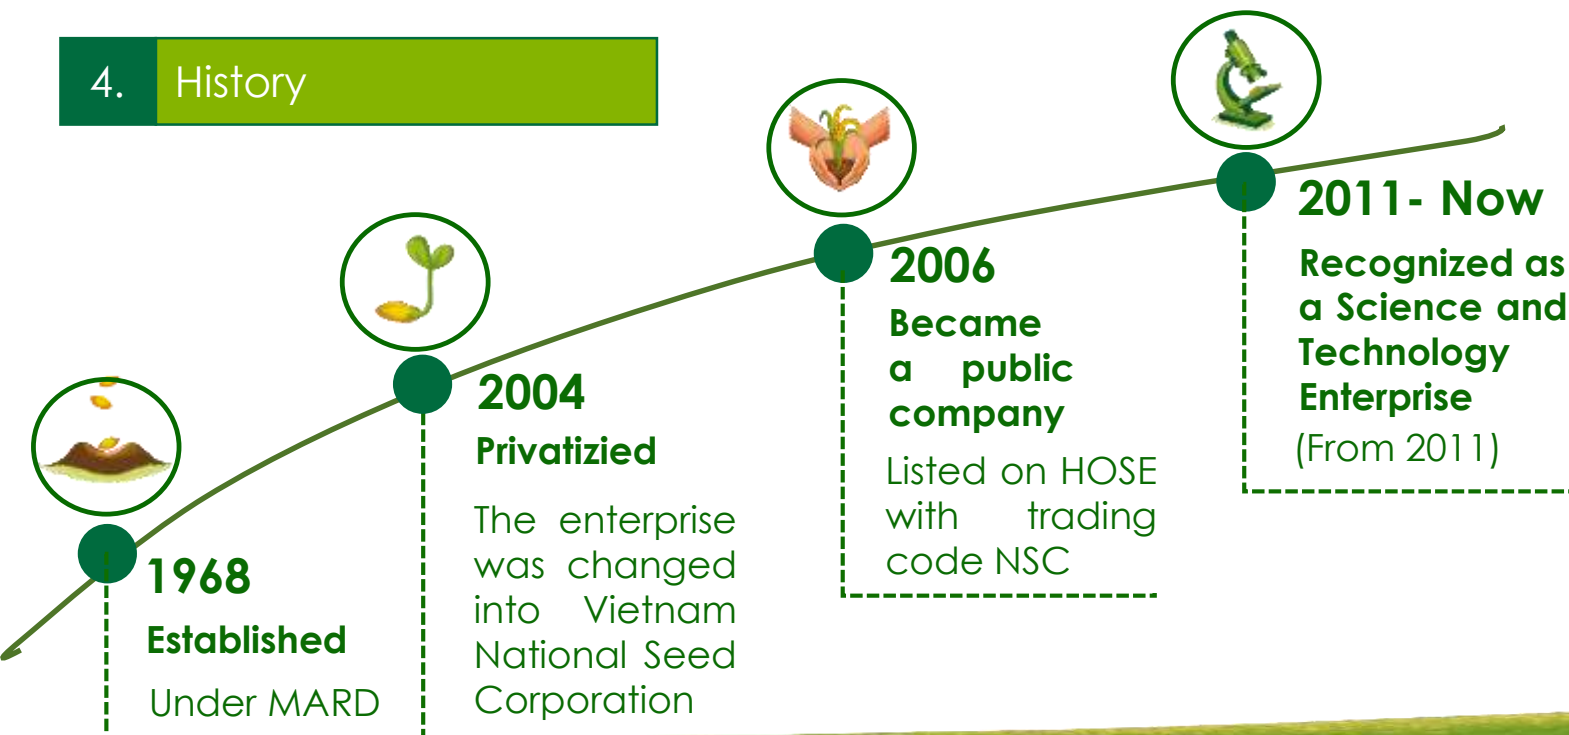 4. History
1968
Established
Under MARD
2004
Privatizied
The enterprise
was changed
into Vietnam
National Seed
Corporation
2006
Became
a public
company
Listed on HOSE
with trading
code NSC
2011- Now
Recognized as
a Science and
Technology
Enterprise
(From 2011)